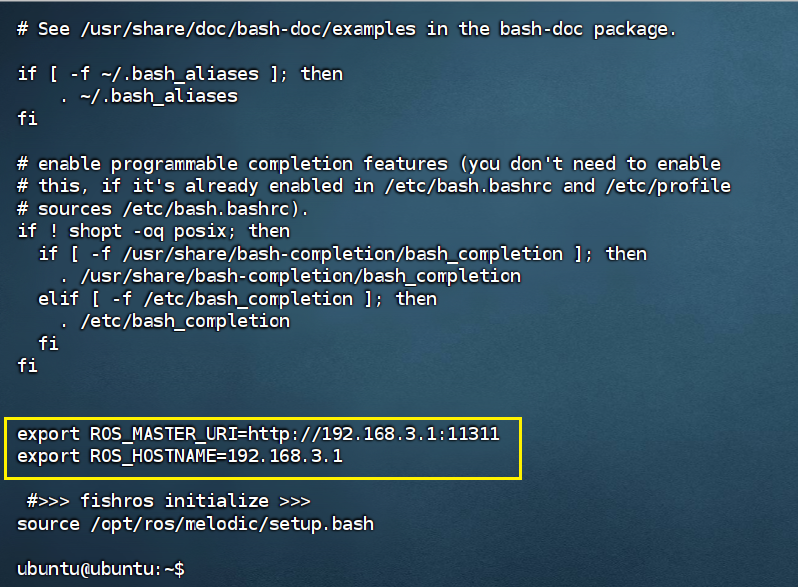 # See /usr/share/doc/bash-doc/examples in the bash-doc package.

if [ -f ~/.bash_aliases ]; then
    . ~/.bash_aliases
fi

# enable programmable completion features (you don't need to enable
# this, if it's already enabled in /etc/bash.bashrc and /etc/profile
# sources /etc/bash.bashrc).
if ! shopt -oq posix; then
  if [ -f /usr/share/bash-completion/bash_completion ]; then
    . /usr/share/bash-completion/bash_completion
  elif [ -f /etc/bash_completion ]; then
    . /etc/bash_completion
  fi
fi


export ROS_MASTER_URI=http://192.168.3.1:11311
export ROS_HOSTNAME=192.168.3.1

 #>>> fishros initialize >>>
source /opt/ros/melodic/setup.bash

ubuntu@ubuntu:~$